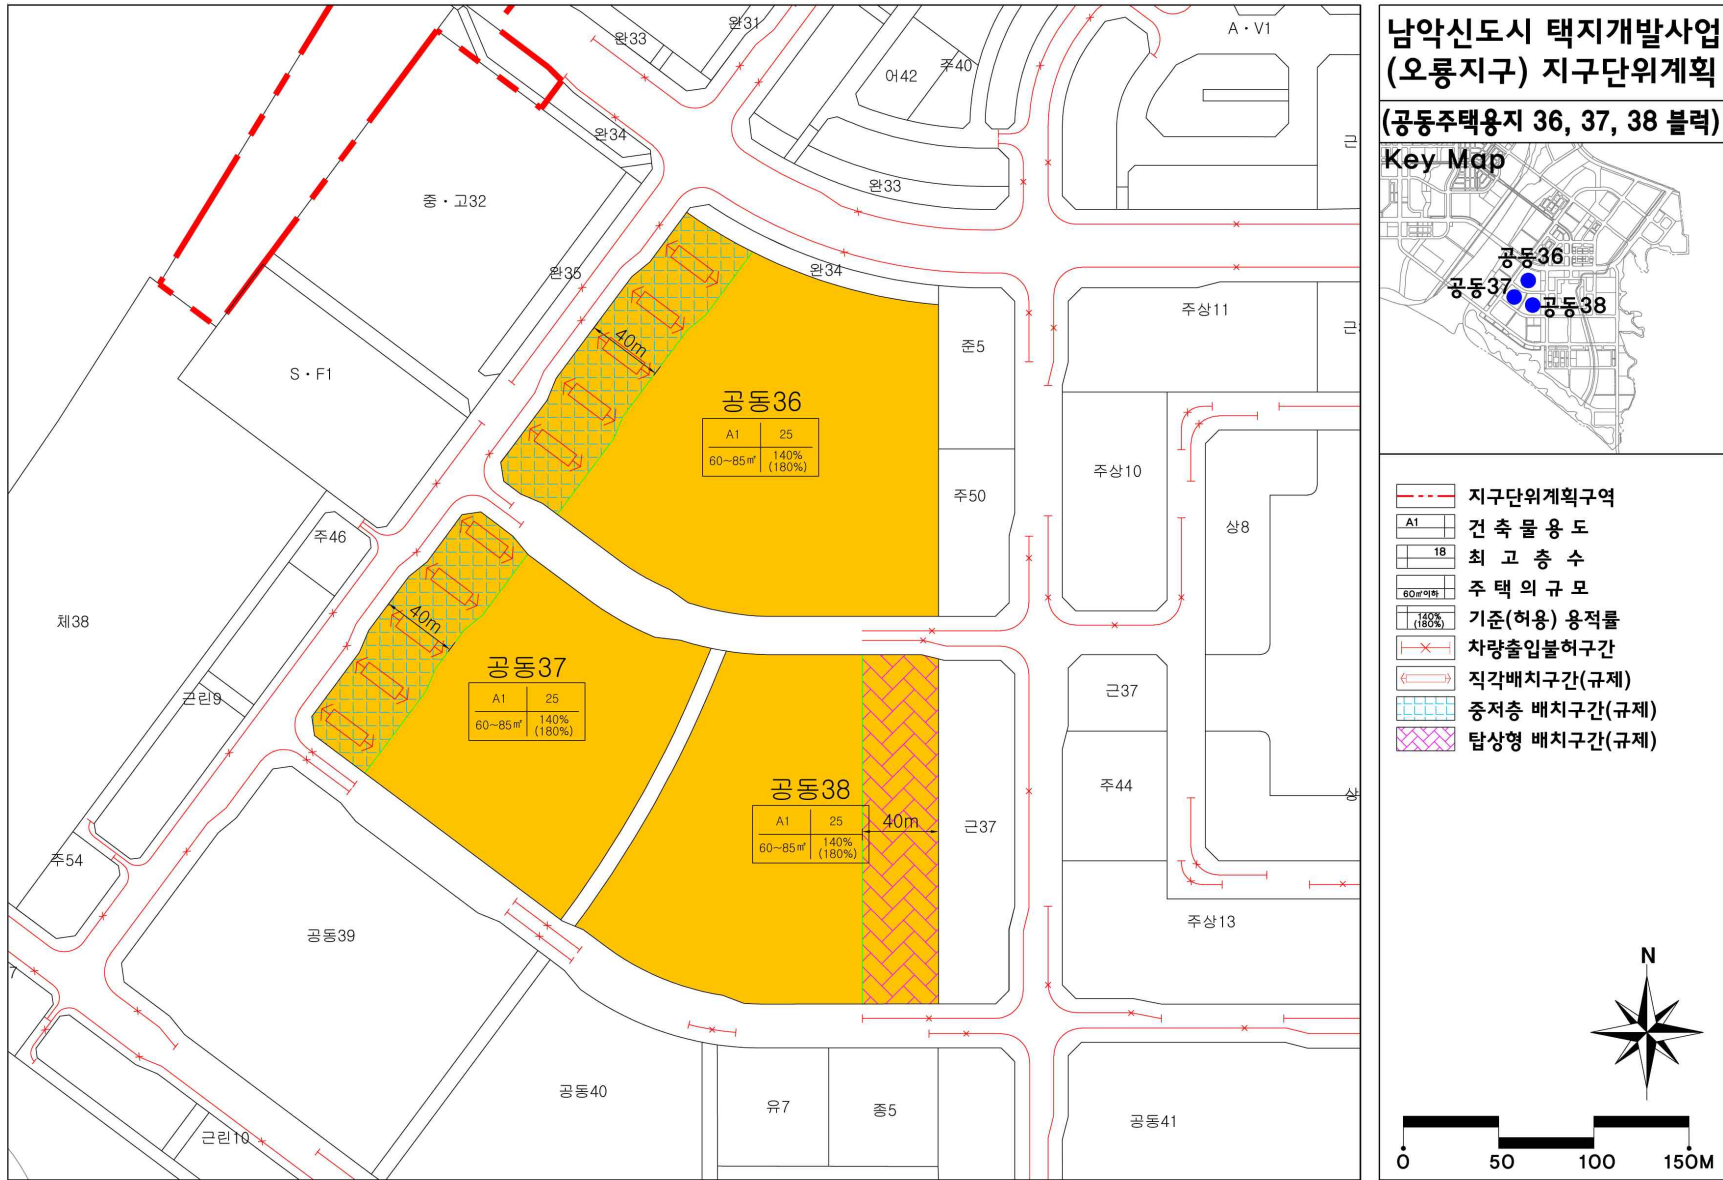 남악신도시 택지개발사업
(오룡지구) 지구단위계획
(공동주택용지 36, 37, 38 블럭)
Key Map
공동36
공동37
공동38
지구단위계획구역
A1
건축물용도
18
최고층수
60㎡이하
주택의규모
140%
(180%)
기준(허용) 용적률
차량출입불허구간
직각배치구간(규제)
중저층 배치구간(규제)
탑상형 배치구간(규제)
N
0 50 100 150M
완33
완31
A·V1
어42
주40
완34
근
중·고32
완33
완35
완34
주상11
근
S·F1
40m
준5
공동36
A1 25
60~85㎡ 140%
(180%)
주상10
주50
상8
주46
체38
40m
공동37
A1 25
60~85㎡ 140%
(180%)
근린9
근37
공동38
A1 25
60~85㎡ 140%
(180%)
40m
주44
상
근37
주54
공동39
주상13
7
공동40
유7
종5
공동41
근린10